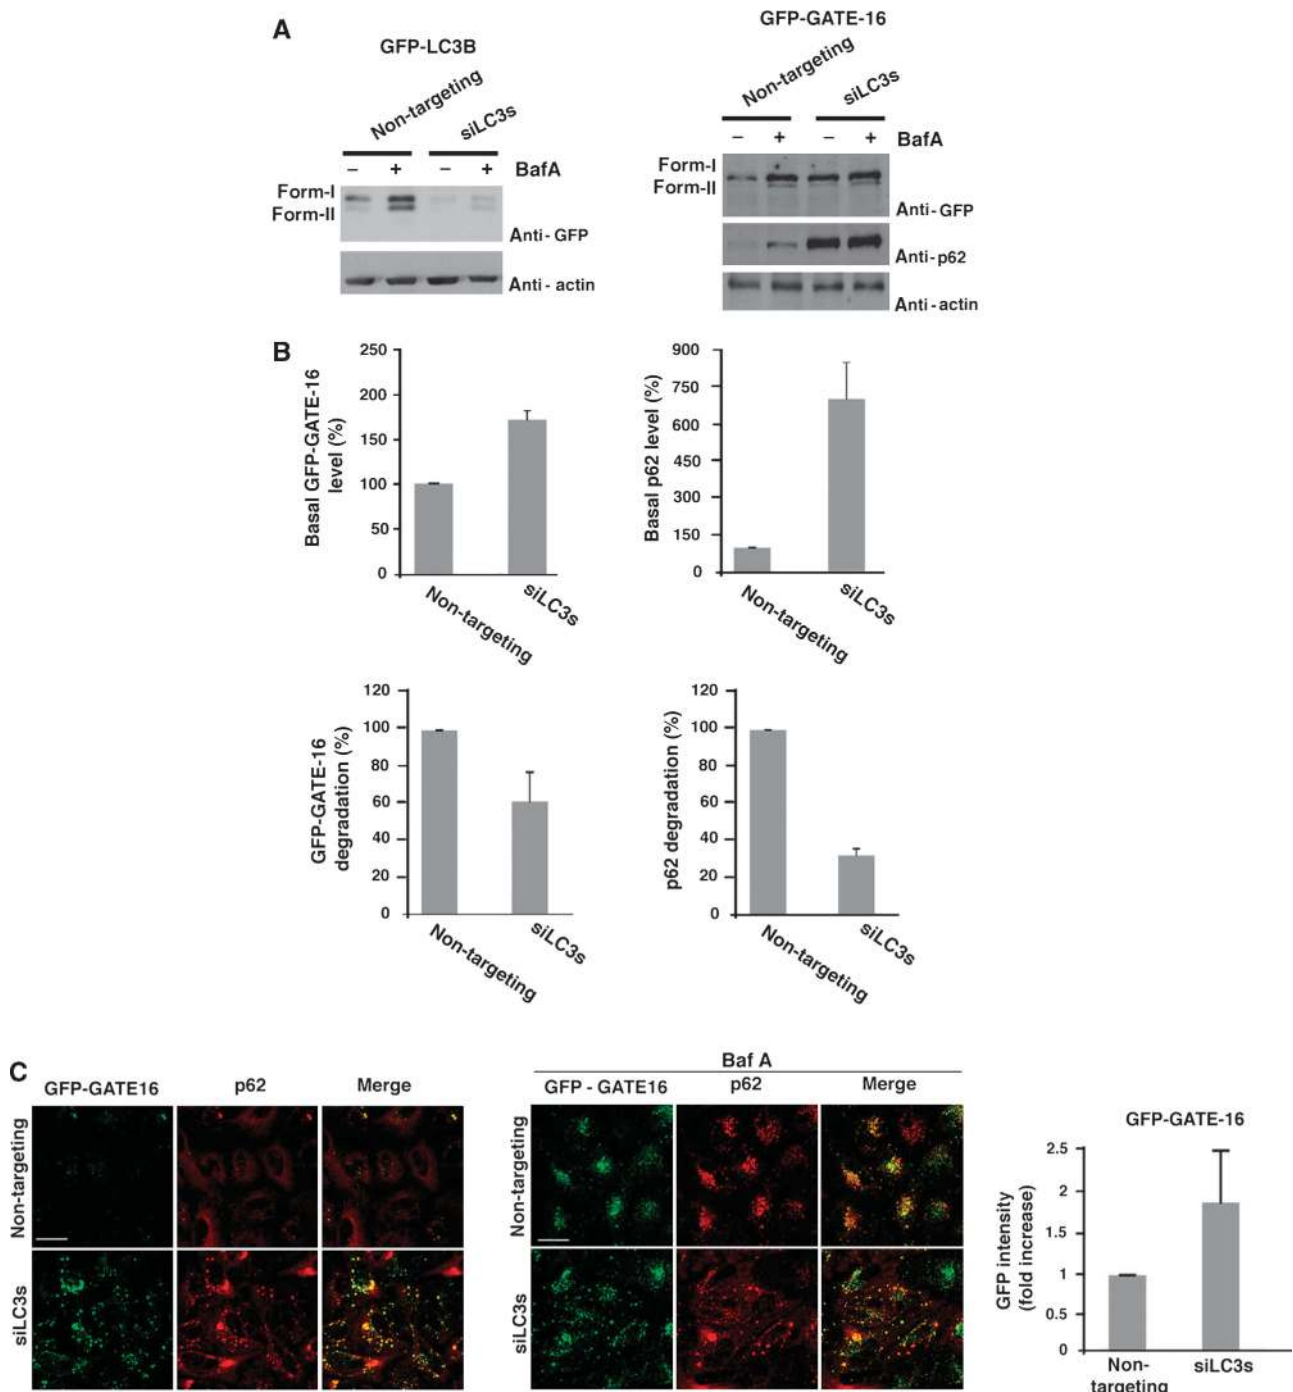 A
GFP-LC3B
Non-targeting
siLC3s
– + – + BafA
Form-I
Form-II
Anti-GFP
Anti-actin
GFP-GATE-16
Non-targeting
siLC3s
– + – + BafA
Form-I
Form-II
Anti-GFP
Anti-p62
Anti-actin
B
Basal GFP-GATE-16
level (%)
250
200
150
100
50
0
Non-targeting
siLC3s
Basal p62 level (%)
900
750
600
450
300
150
0
Non-targeting
siLC3s
GFP-GATE-16
degradation (%)
120
100
80
60
40
20
0
Non-targeting
siLC3s
p62 degradation (%)
120
100
80
60
40
20
0
Non-targeting
siLC3s
C
GFP-GATE16 p62 Merge
Non-targeting
siLC3s
Baf A
GFP - GATE16 p62 Merge
Non-targeting
siLC3s
GFP-GATE-16
GFP intensity
(fold increase)
2.5
2
1.5
1
0.5
0
Non-
targeting
siLC3s